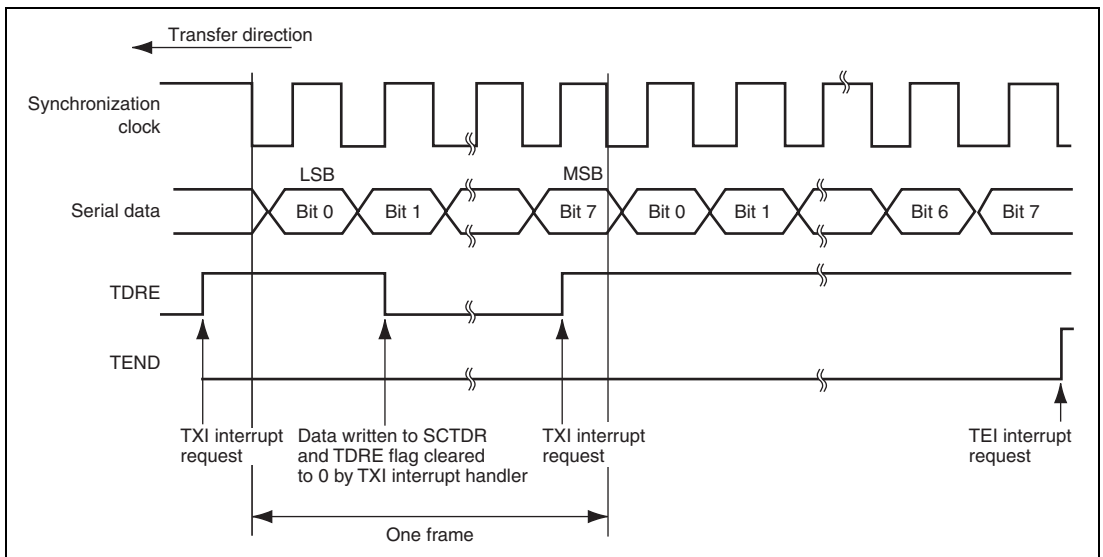 Transfer direction
Synchronization
clock
LSB
MSB
Serial data
Bit 0
Bit 1
Bit 7
Bit 0
Bit 1
Bit 6
Bit 7
TDRE
TEND
TXI interrupt
request
Data written to SCTDR
and TDRE flag cleared
to 0 by TXI interrupt handler
TXI interrupt
request
TEI interrupt
request
One frame